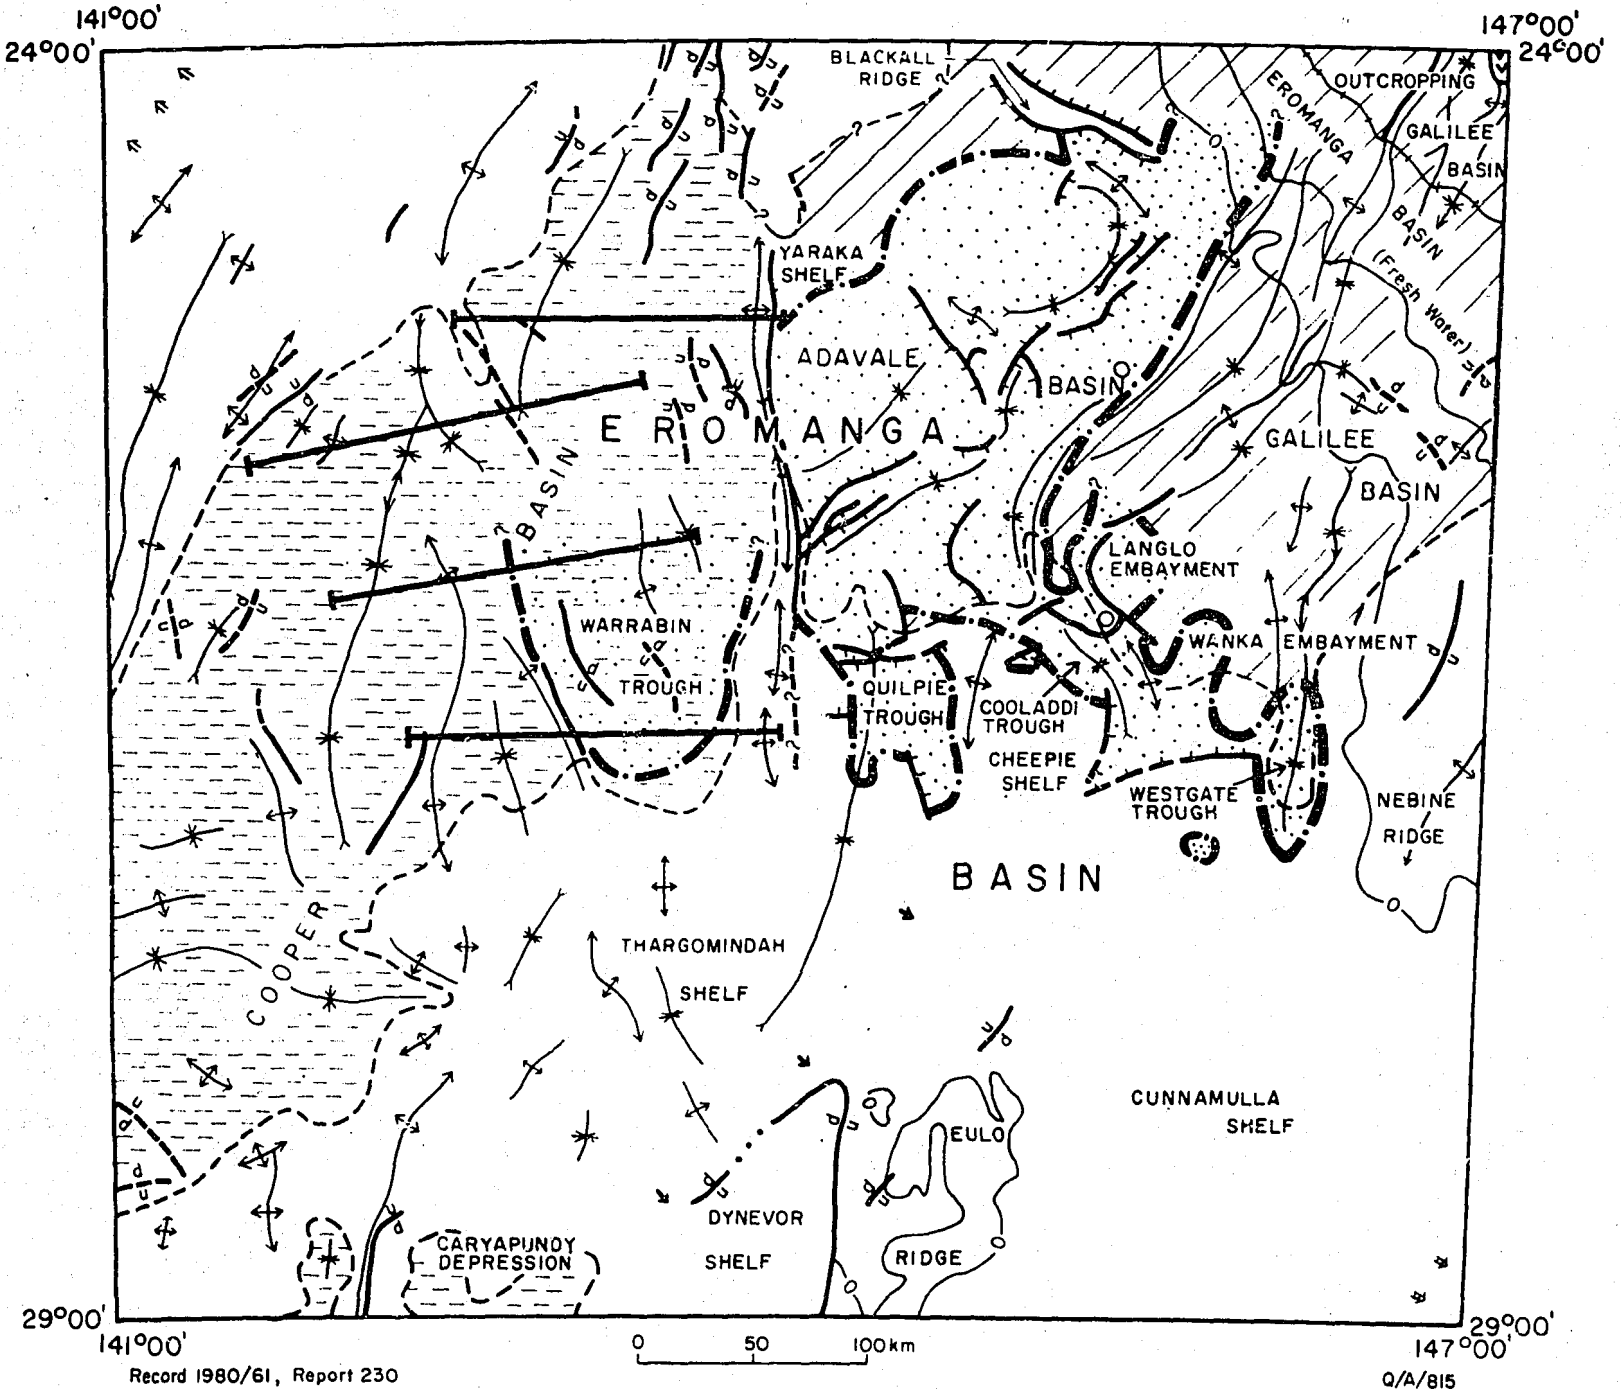 141°00'
147°00'
24°00'
24°00'
BLACKALL
RIDGE
EROMANGA
BASIN
(Fresh Water)
OUTCROPPING
GALILEE
BASIN
YARAKA
SHELF
ADAVALE
BASIN
EROMANGA
GALILEE
BASIN
COOPER
BASIN
LANGLO
EMBAYMENT
WARRABIN
TROUGH
WANKA EMBAYMENT
QUILPIE
TROUGH
COOLADDI
TROUGH
CHEEPIE
SHELF
WESTGATE
TROUGH
NEBINE
RIDGE
BASIN
THARGOMINDAH
SHELF
CUNNAMULLA
SHELF
EULO
RIDGE
DYNEVOR
SHELF
CARYAPUNDY
DEPRESSION
29°00'
29°00'
141°00'
147°00'
0 50 100 km
Record 1980/61, Report 230
Q/A/815